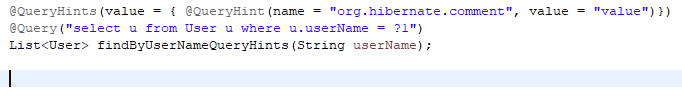 @QueryHints(value = { @QueryHint(name = "org.hibernate.comment", value = "value")})
@Query("select u from User u where u.userName = ?1")
List<User> findByUserNameQueryHints(String userName);